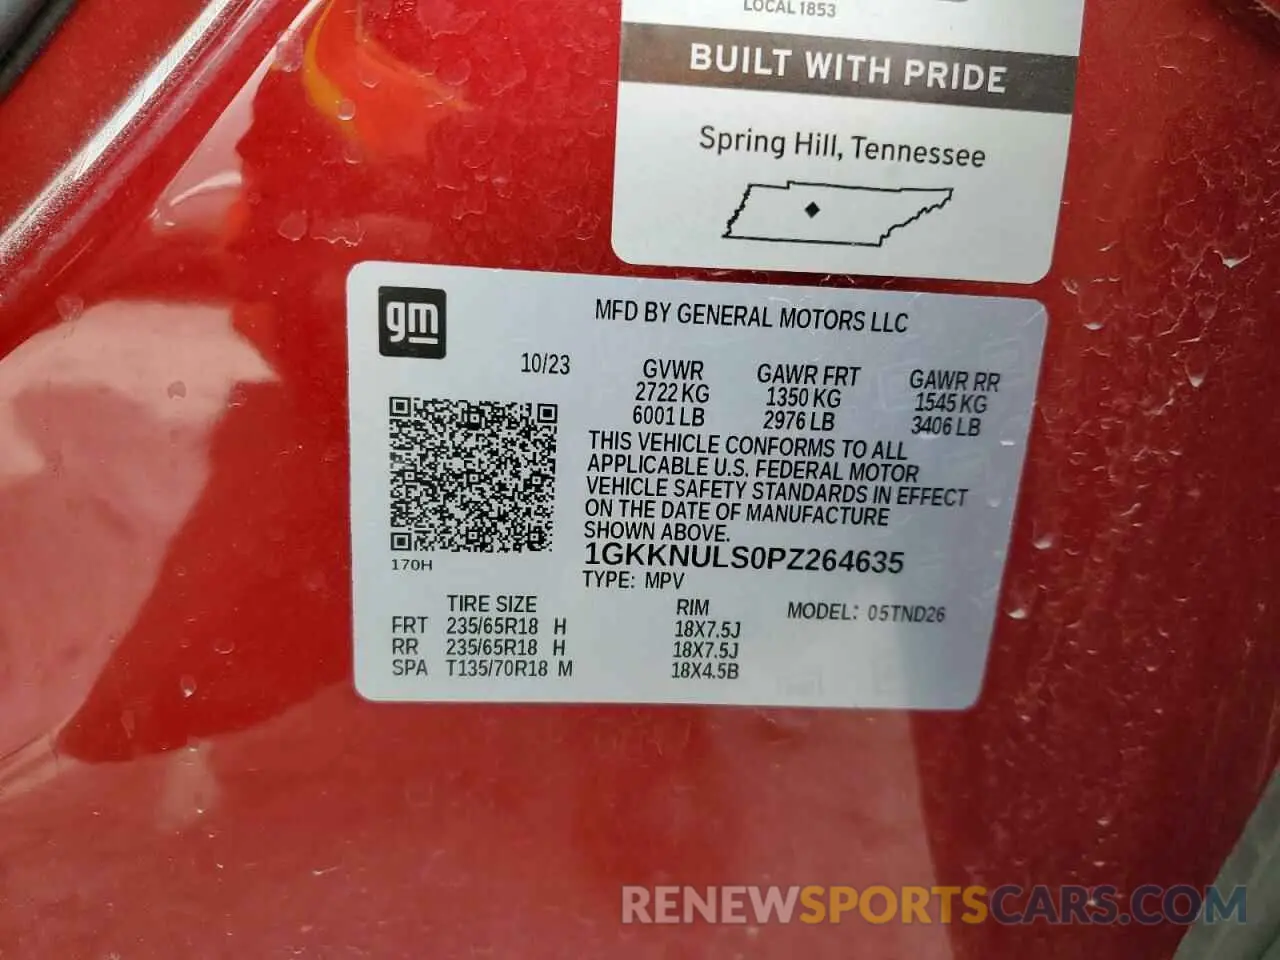 LOCAL 1853
BUILT WITH PRIDE
Spring Hill, Tennessee
gm
MFD BY GENERAL MOTORS LLC
10/23
GVWR GAWR FRT GAWR RR
2722 KG 1350 KG 1545 KG
6001 LB 2976 LB 3406 LB
THIS VEHICLE CONFORMS TO ALL
APPLICABLE U.S. FEDERAL MOTOR
VEHICLE SAFETY STANDARDS IN EFFECT
ON THE DATE OF MANUFACTURE
SHOWN ABOVE.
1GKKNULS0PZ264635
170H
TYPE: MPV
TIRE SIZE RIM MODEL: 05TND26
FRT 235/65R18 H 18X7.5J
RR 235/65R18 H 18X7.5J
SPA T135/70R18 M 18X4.5B
RENEWSPORTSCARS.COM